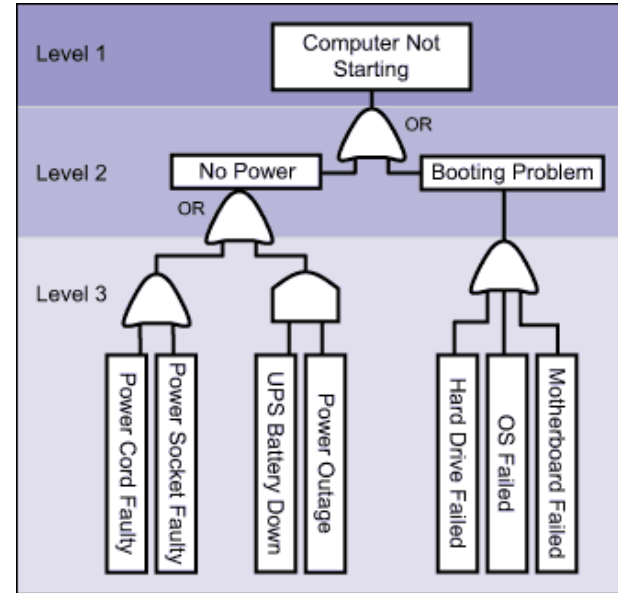 Level 1
Computer Not
Starting
OR
Level 2
No Power
Booting Problem
OR
Level 3
Power Cord Faulty
Power Socket Faulty
UPS Battery Down
Power Outage
Hard Drive Failed
OS Failed
Motherboard Failed